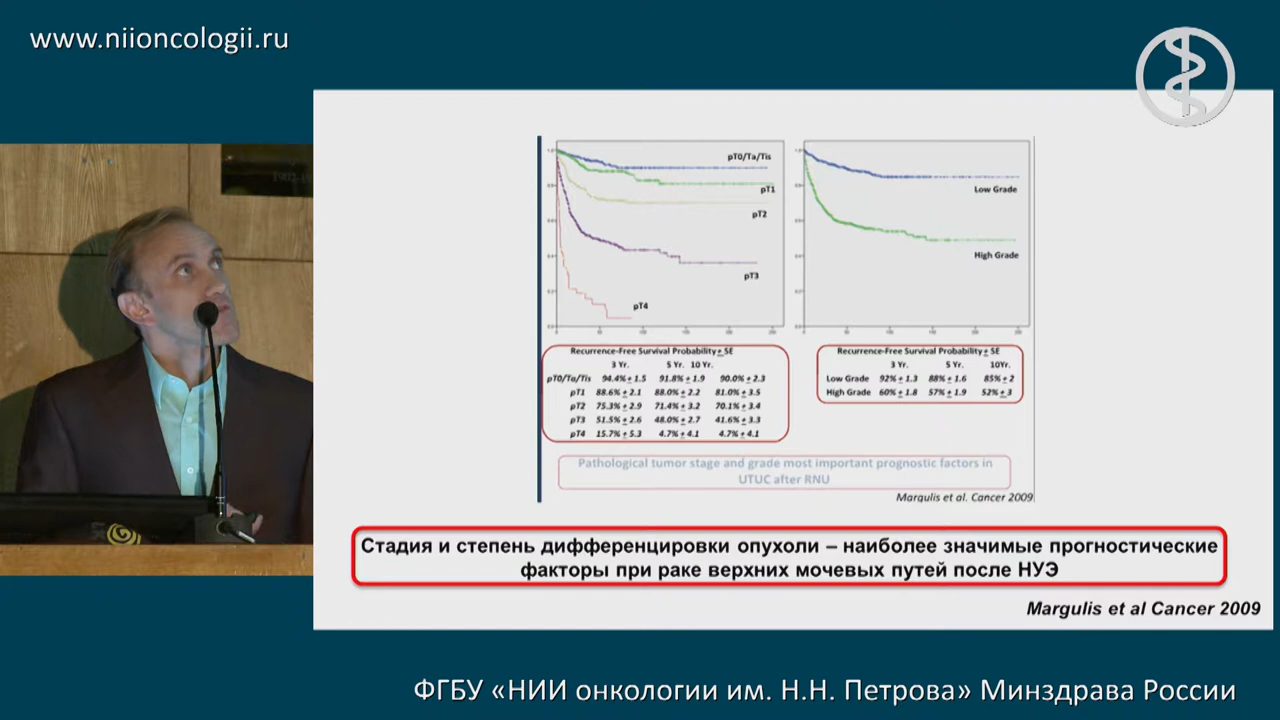 www.niioncologii.ru
pT0/Ta/Tis
pT1
pT2
pT3
pT4
Low Grade
High Grade
Recurrence-Free Survival Probability ± SE
3 Yr. 5 Yr. 10 Yr.
pT0/Ta/Tis 94.4% ± 1.5 91.8% ± 1.9 90.0% ± 2.3
pT1 88.6% ± 2.1 88.0% ± 2.2 81.0% ± 3.5
pT2 75.3% ± 2.9 71.4% ± 3.2 70.1% ± 3.4
pT3 51.5% ± 2.6 48.0% ± 2.7 41.6% ± 3.3
pT4 15.7% ± 5.3 4.7% ± 4.1 4.7% ± 4.1
Recurrence-Free Survival Probability ± SE
3 Yr. 5 Yr. 10Yr.
Low Grade 92% ± 1.3 88% ± 1.6 85% ± 2
High Grade 60% ± 1.8 57% ± 1.9 52% ± 3
Pathological tumor stage and grade most important prognostic factors in
UTUC after RNU
Margulis et al. Cancer 2009
Стадия и степень дифференцировки опухоли – наиболее значимые прогностические
факторы при раке верхних мочевых путей после НУЭ
Margulis et al Cancer 2009
ФГБУ «НИИ онкологии им. Н.Н. Петрова» Минздрава России